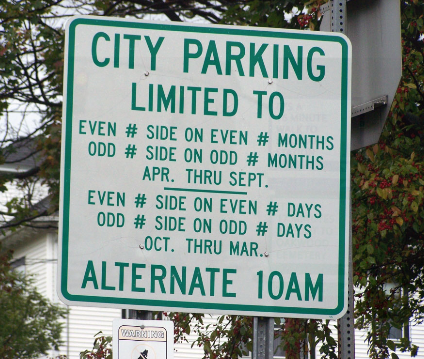 CITY PARKING
LIMITED TO
EVEN # SIDE ON EVEN # MONTHS
ODD # SIDE ON ODD # MONTHS
APR. THRU SEPT.
EVEN # SIDE ON EVEN # DAYS
ODD # SIDE ON ODD # DAYS
OCT. THRU MAR.
ALTERNATE 10AM
WARNING